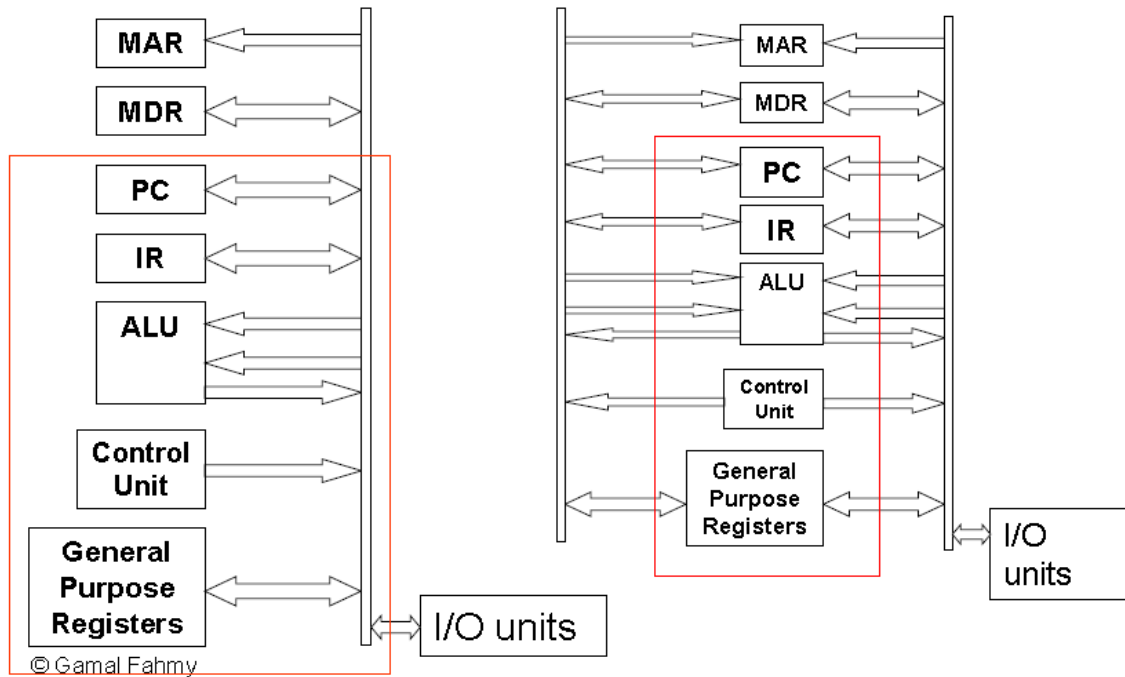 MAR
MDR
PC
IR
ALU
Control
Unit
General
Purpose
Registers
I/O units
© Gamal Fahmy
MAR
MDR
PC
IR
ALU
Control
Unit
General
Purpose
Registers
I/O
units